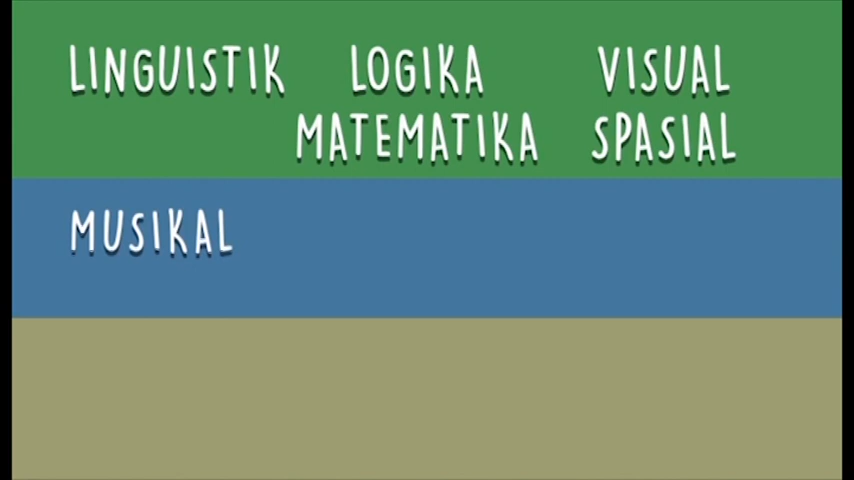 LINGUISTIK
LOGIKA
MATEMATIKA
VISUAL
SPASIAL
MUSIKAL